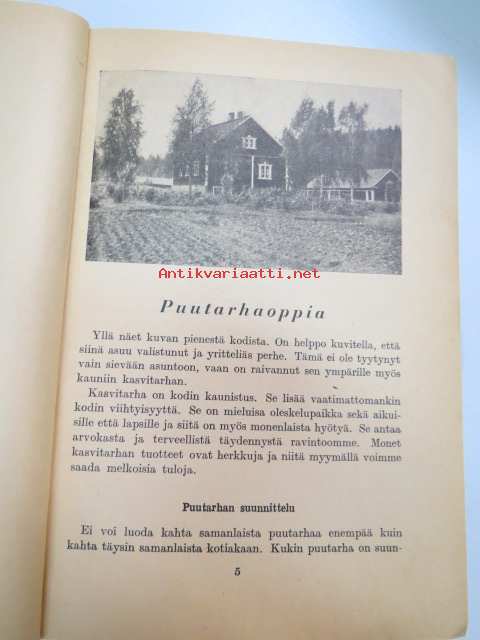 Antikvariaatti.net
Puutarhaoppia
Yllä näet kuvan pienestä kodista. On helppo kuvitella, että
siinä asuu valistunut ja yritteliäs perhe. Tämä ei ole tyytynyt
vain sievään asuntoon, vaan on raivannut sen ympärille myös
kauniin kasvitarhan.
Kasvitarha on kodin kaunistus. Se lisää vaatimattomankin
kodin viihtyisyyttä. Se on mieluisa oleskelupaikka sekä aikui-
sille että lapsille ja siitä on myös monenlaista hyötyä. Se antaa
arvokasta ja terveellistä täydennystä ravintoomme. Monet
kasvitarhan tuotteet ovat herkkuja ja niitä myymällä voimme
saada melkoisia tuloja.
Puutarhan suunnittelu
Ei voi luoda kahta samanlaista puutarhaa enempää kuin
kahta täysin samanlaista kotiakaan. Kukin puutarha on suun-
5